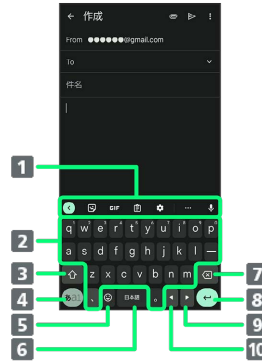 作成
From ●●●●●●@gmail.com
To
件名
1
GIF
2
q w e r t y u i o p
a s d f g h j k l ー
3
z x c v b n m
7
4
、
日本語
。
8
5
9
6
10